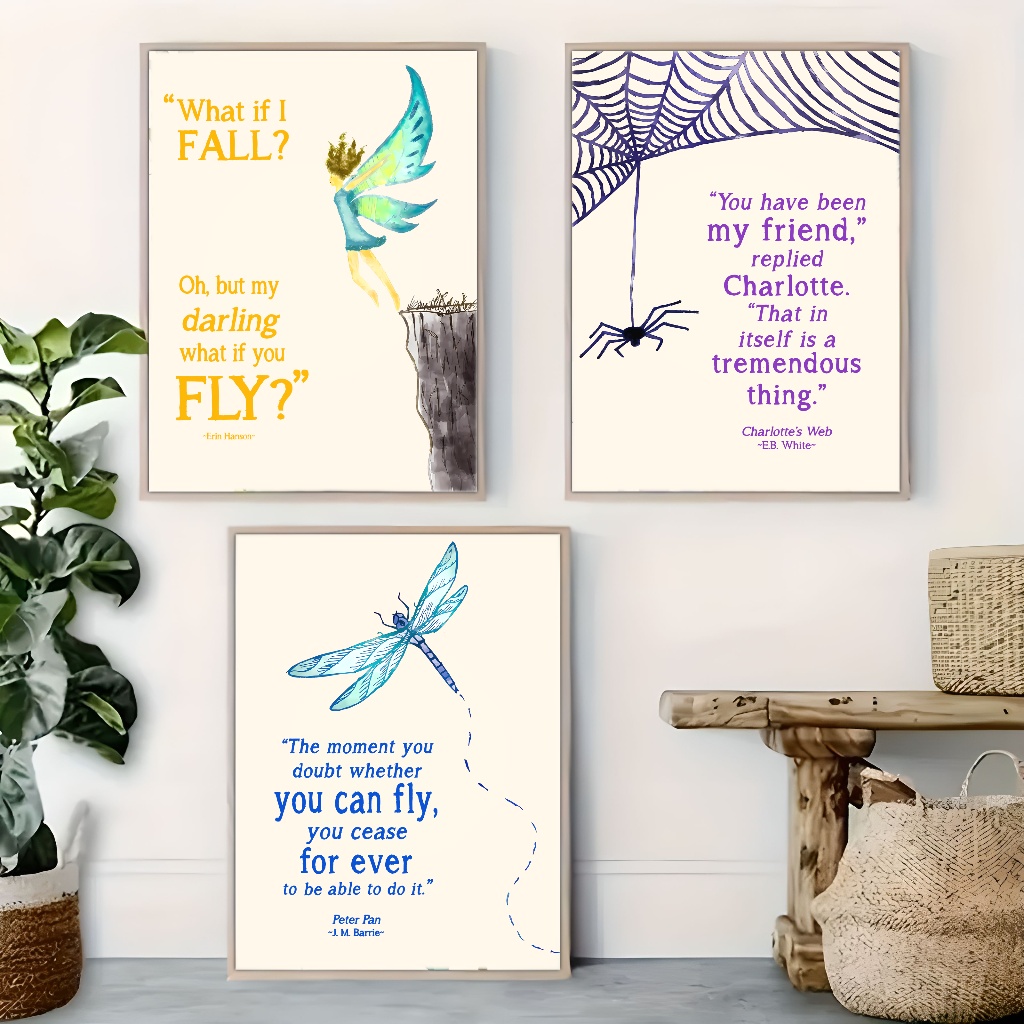 “What if I
FALL?
Oh, but my
darling
what if you
FLY?”
~Erin Hanson~
“You have been
my friend,”
replied
Charlotte.
“That in
itself is a
tremendous
thing.”
Charlotte's Web
~E.B. White~
“The moment you
doubt whether
you can fly,
you cease
for ever
to be able to do it.”
Peter Pan
~J. M. Barrie~